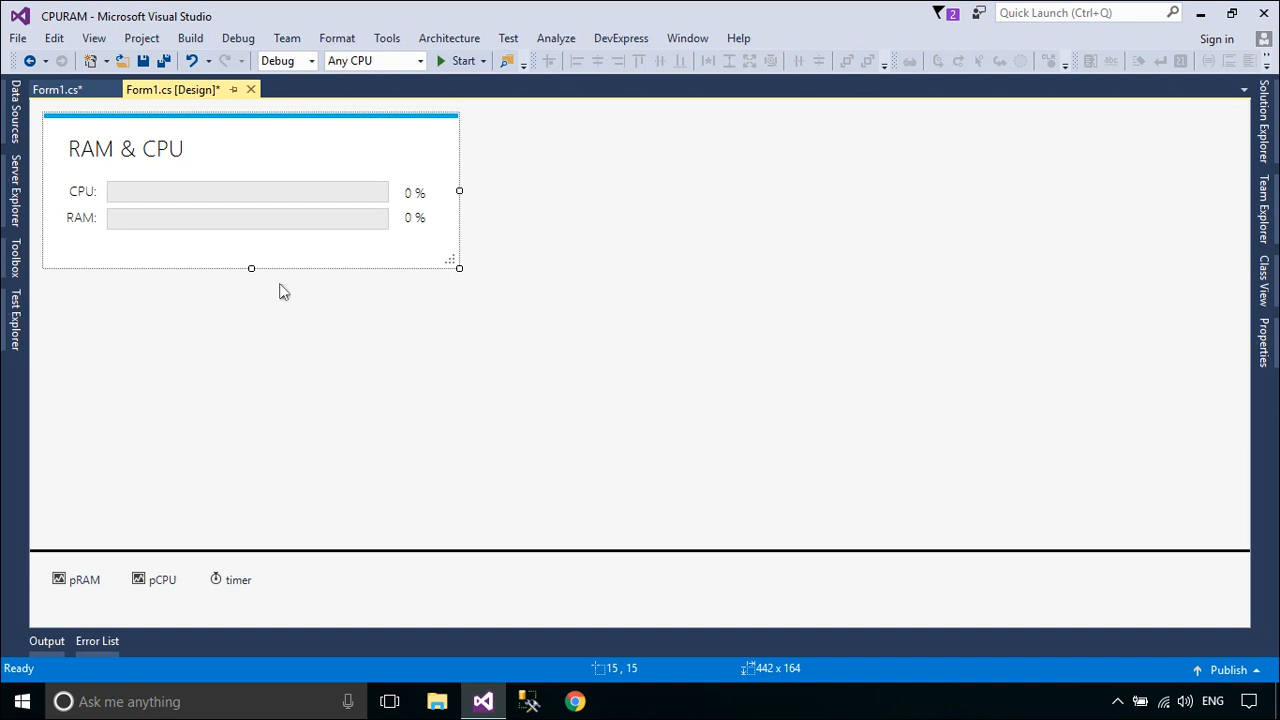 CPURAM - Microsoft Visual Studio
2
Quick Launch (Ctrl+Q)
File Edit View Project Build Debug Team Format Tools Architecture Test Analyze DevExpress Window Help
Sign in
Debug Any CPU Start
Form1.cs* Form1.cs [Design]*
Data Sources
Server Explorer
Toolbox
Test Explorer
RAM & CPU
CPU: 0 %
RAM: 0 %
Solution Explorer
Team Explorer
Class View
Properties
pRAM pCPU timer
Output Error List
Ready 15 , 15 442 x 164 Publish
Ask me anything ENG